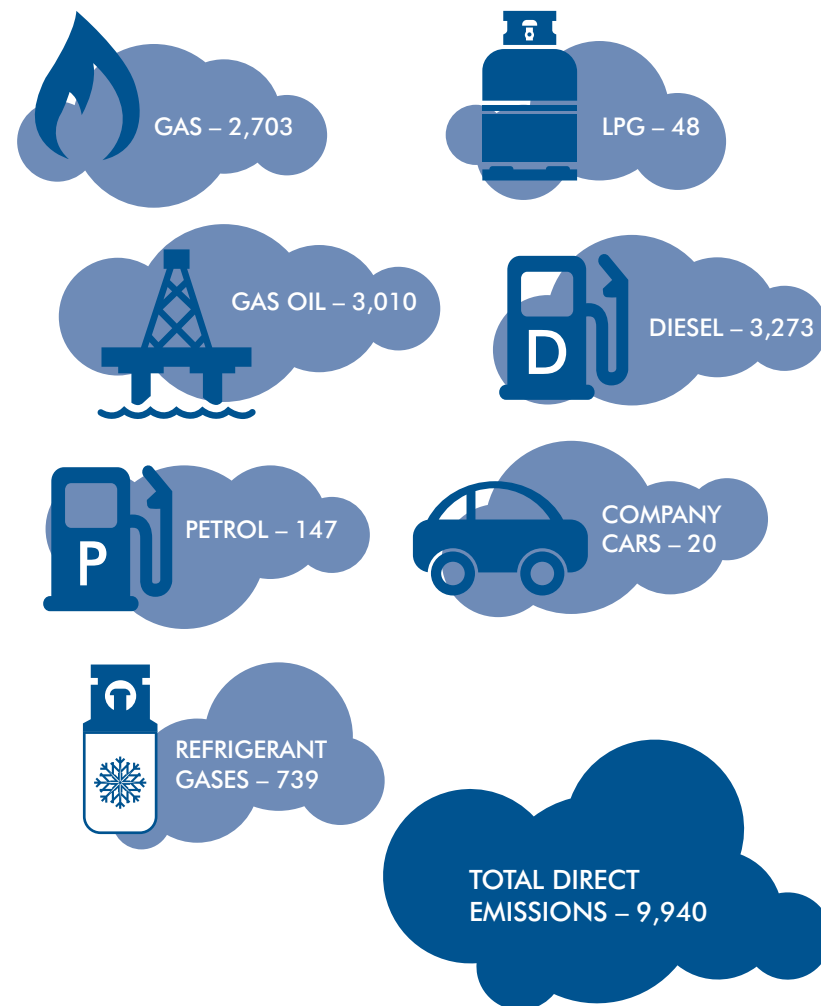 GAS – 2,703
LPG – 48
GAS OIL – 3,010
D
DIESEL – 3,273
P
PETROL – 147
COMPANY
CARS – 20
REFRIGERANT
GASES – 739
TOTAL DIRECT
EMISSIONS – 9,940